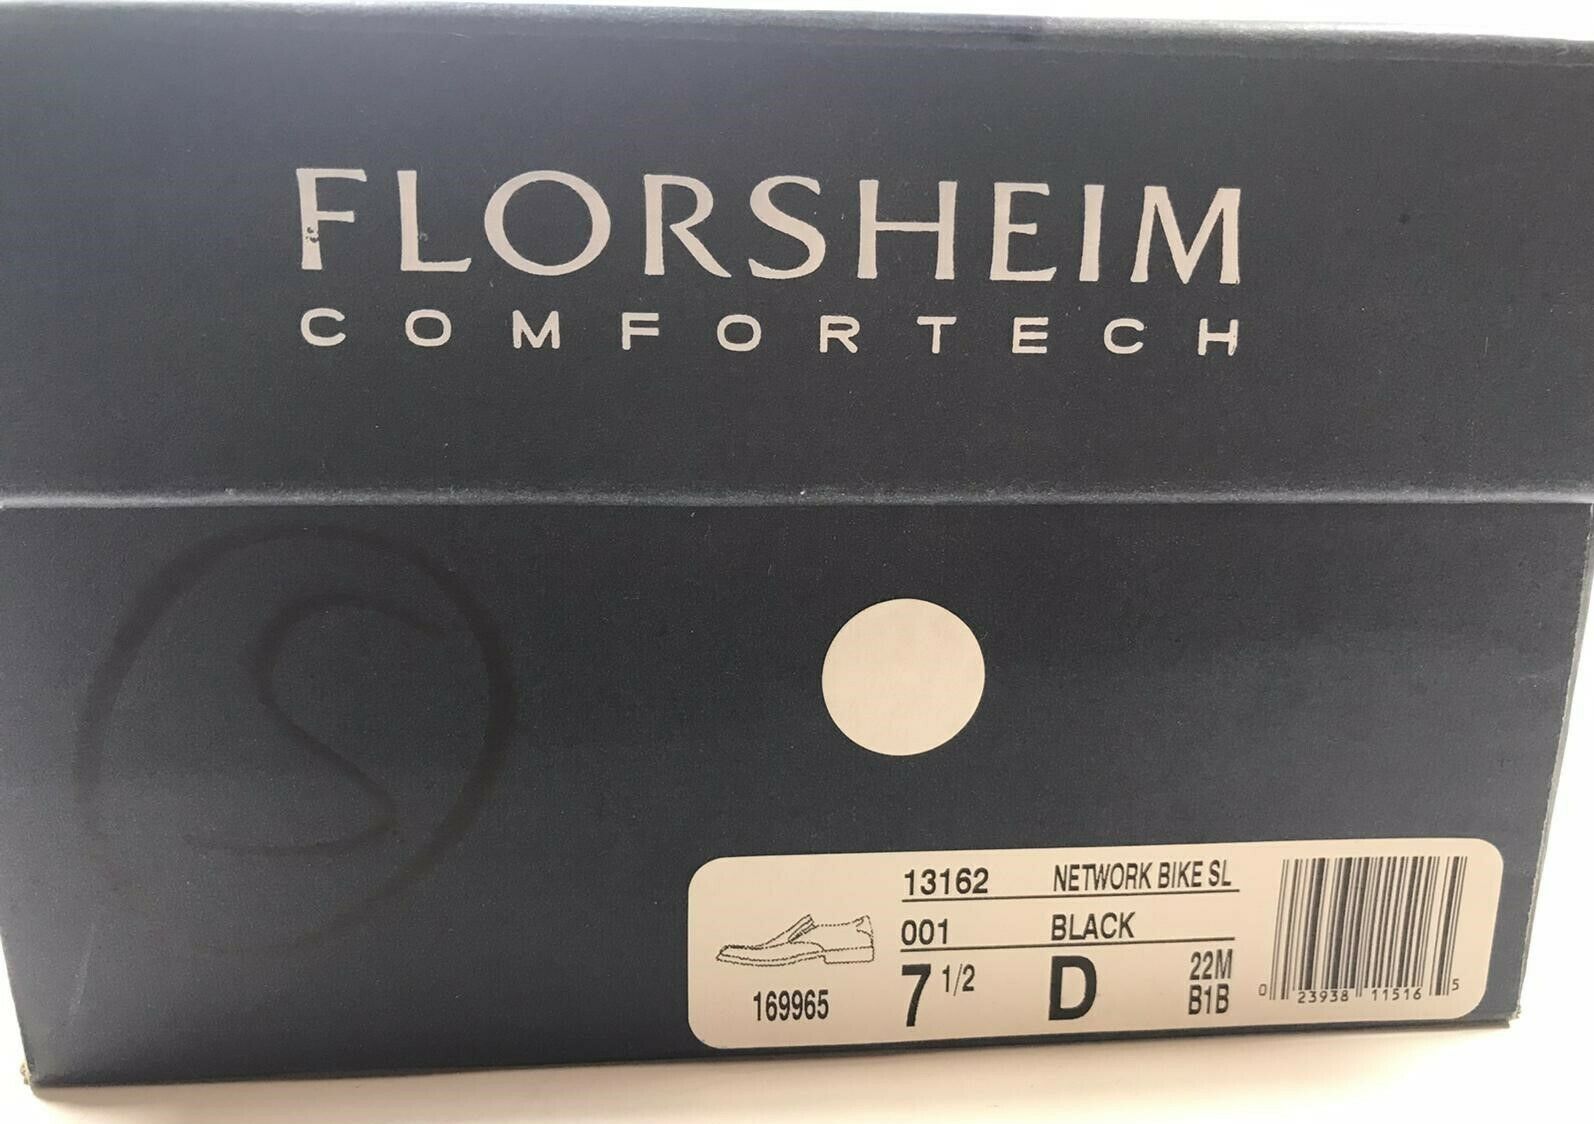 FLORSHEIM
COMFORTECH
S
13162 NETWORK BIKE SL
001 BLACK
7 1/2 D 22M
B1B
169965
0 23938 11516 5